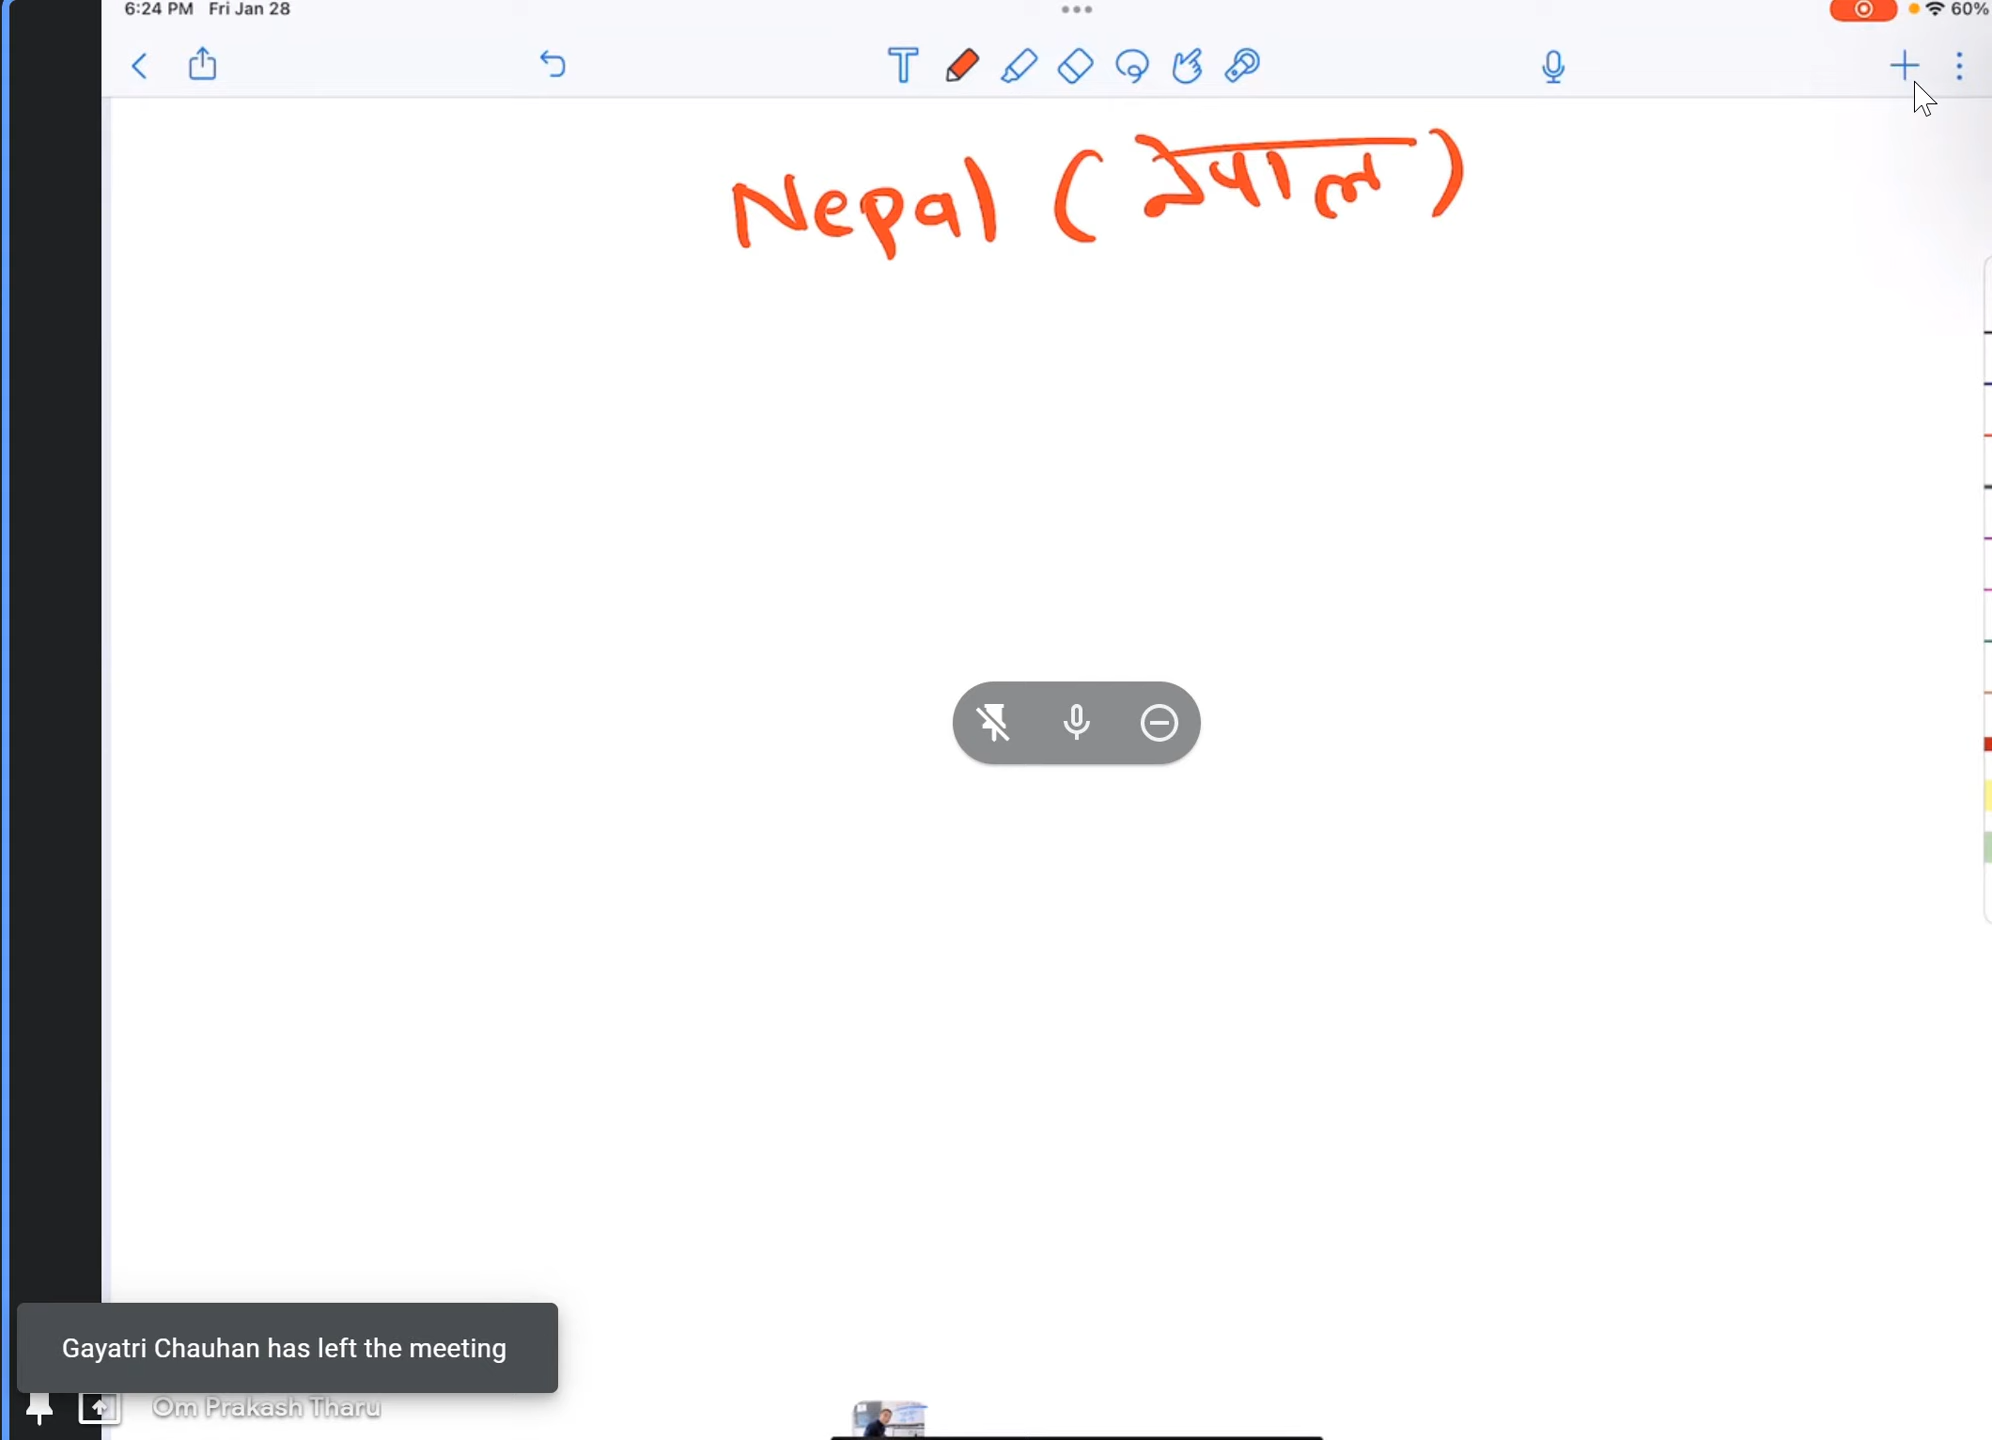 6:24 PM Fri Jan 28
60%
Nepal (नेपाल)
Gayatri Chauhan has left the meeting
Om Prakash Tharu